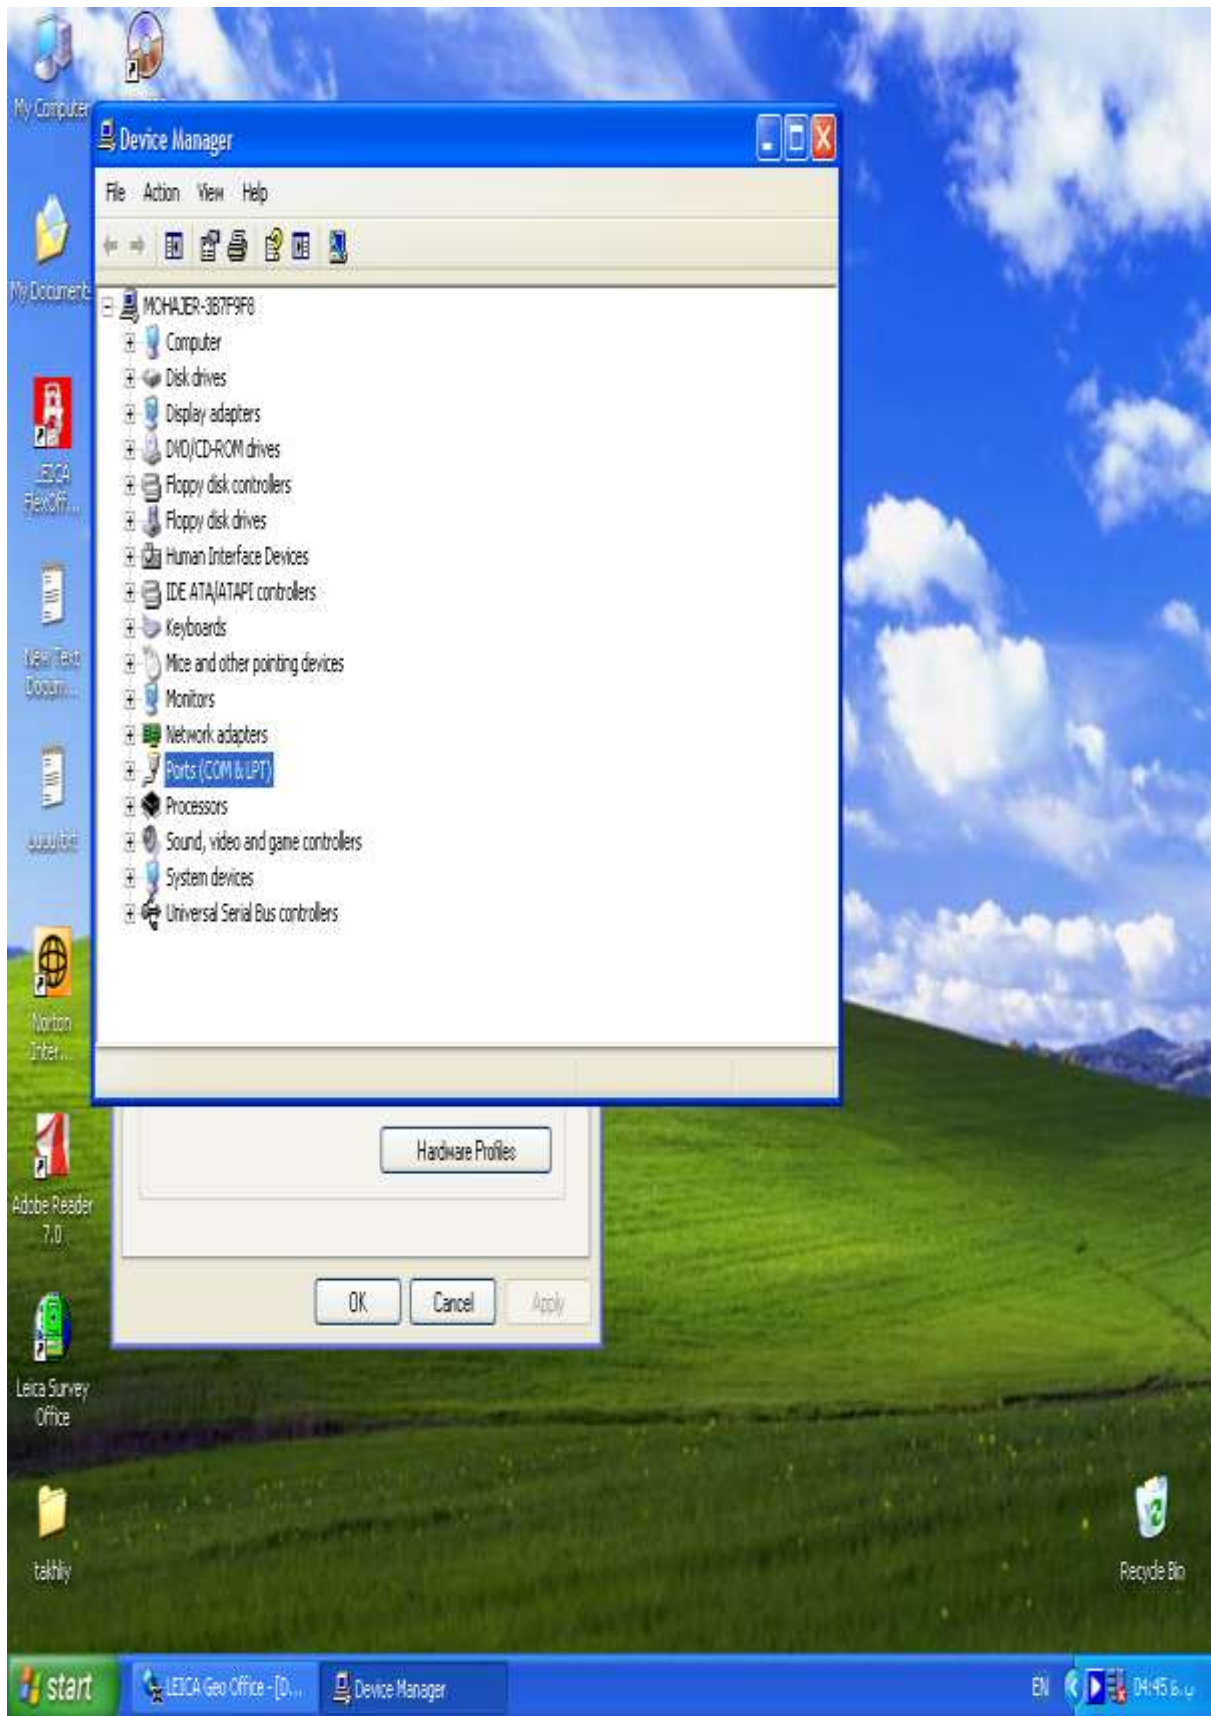 My Computer
Device Manager
File Action View Help
My Document
MOHAJER-3B7F9F8
Computer
Disk drives
Display adapters
DVD/CD-ROM drives
Floppy disk controllers
Floppy disk drives
Human Interface Devices
IDE ATA/ATAPI controllers
Keyboards
Mice and other pointing devices
Monitors
Network adapters
Ports (COM & LPT)
Processors
Sound, video and game controllers
System devices
Universal Serial Bus controllers
LEICA
FlexOffi...
New Text
Docum...
Norton
Inter...
Adobe Reader
7.0
Leica Survey
Office
takhliy
Hardware Profiles
OK Cancel Apply
Recycle Bin
start LEICA Geo Office - [D... Device Manager EN 04:45